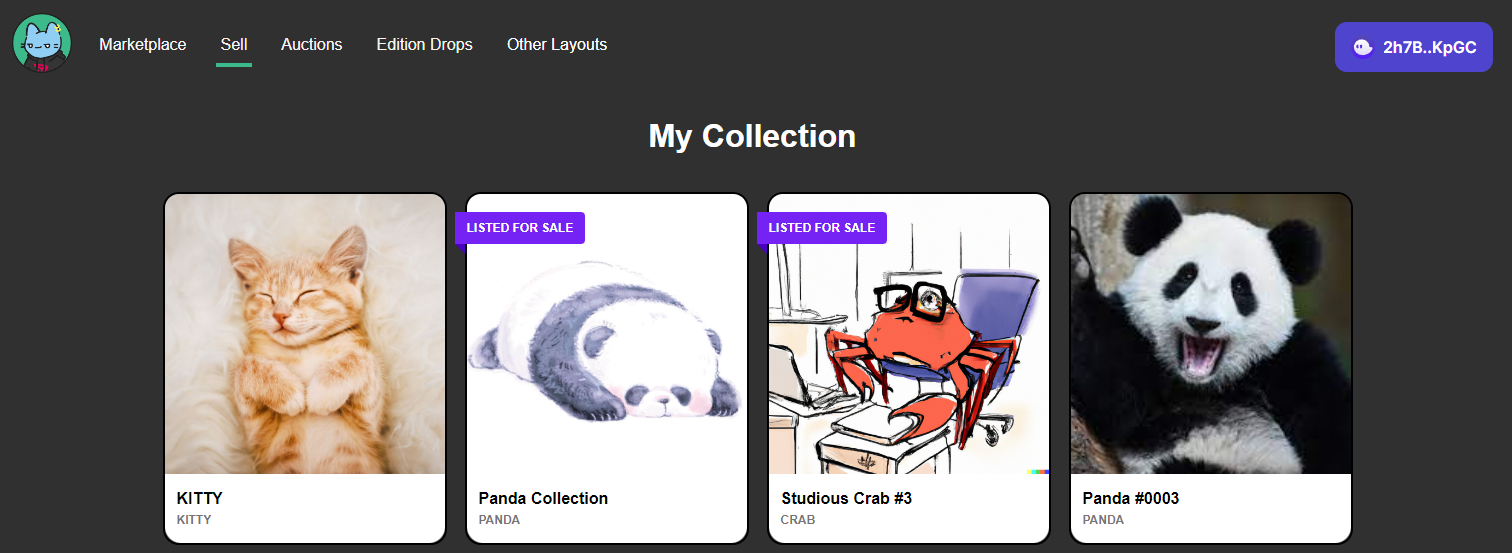 Marketplace
Sell
Auctions
Edition Drops
Other Layouts
2h7B..KpGC
My Collection
LISTED FOR SALE
LISTED FOR SALE
KITTY
KITTY
Panda Collection
PANDA
Studious Crab #3
CRAB
Panda #0003
PANDA